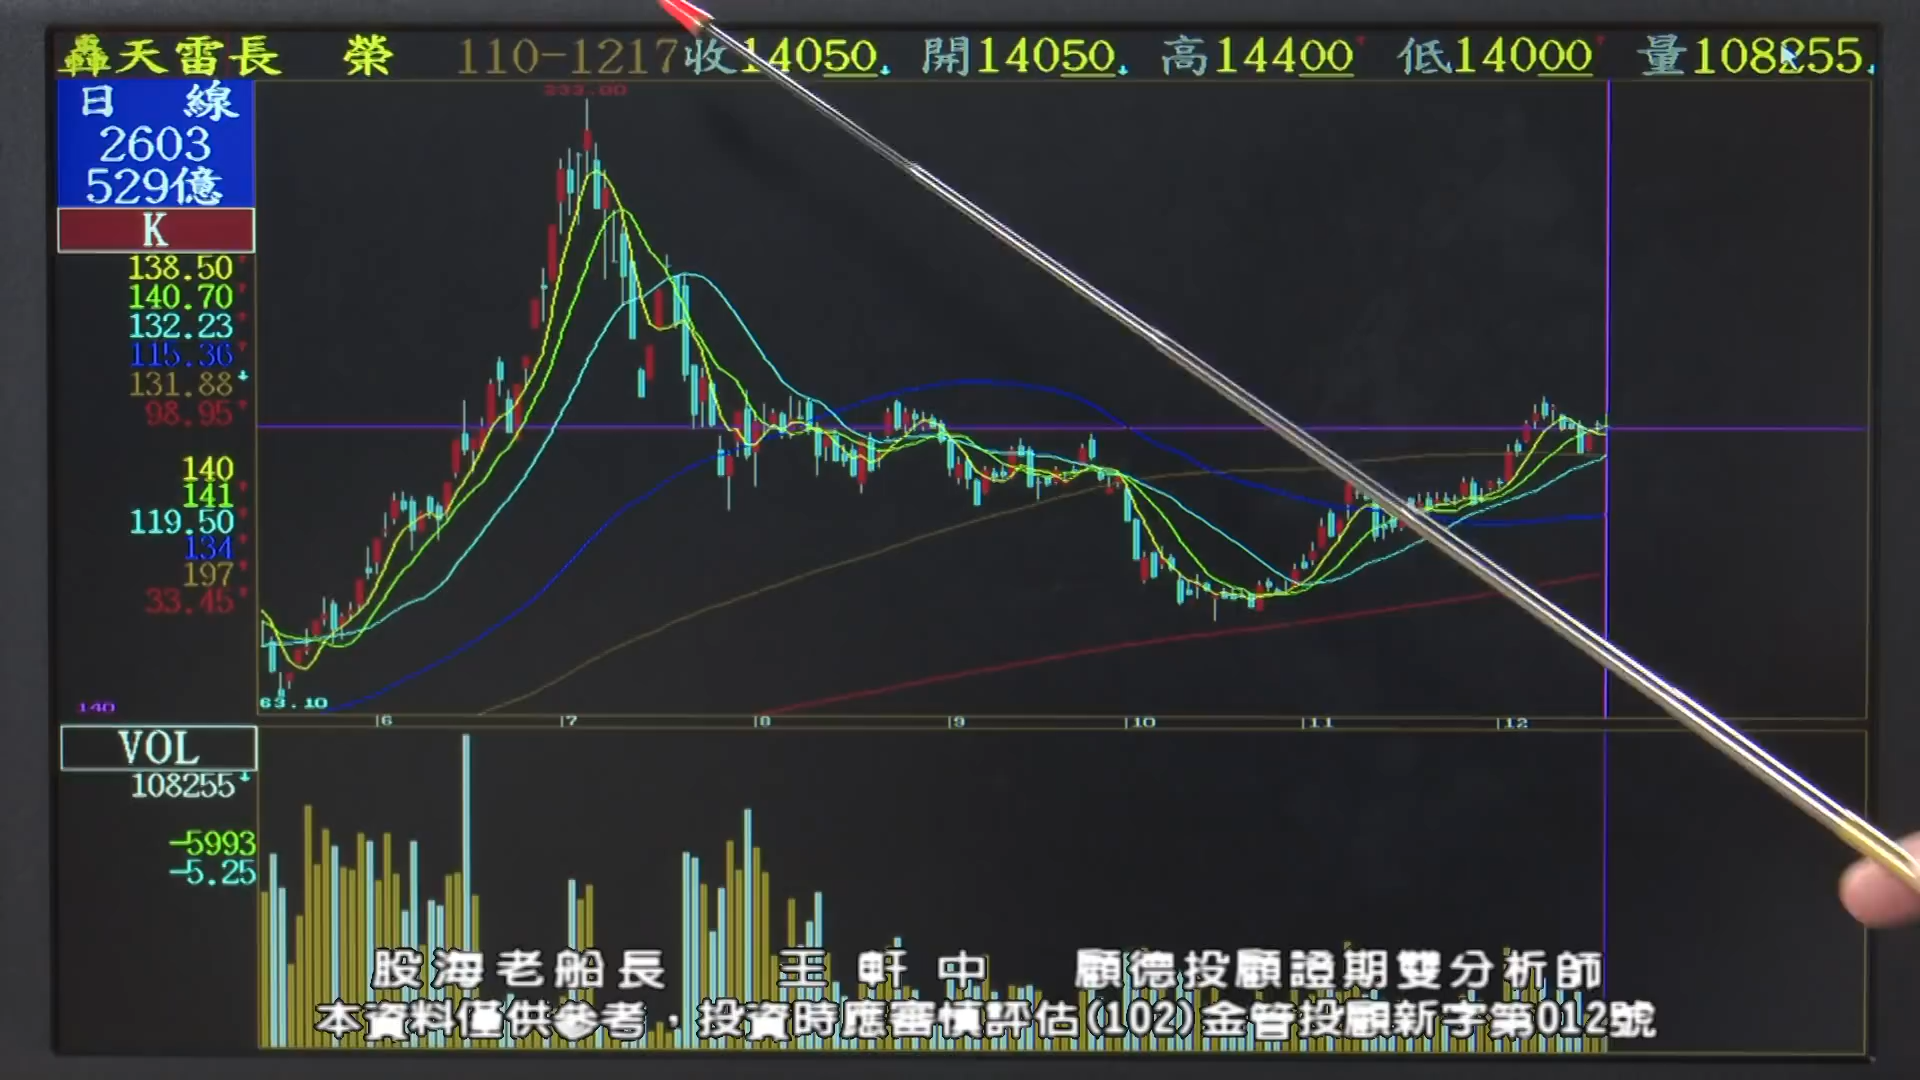 轟天雷長 榮 110-1217收14050 開14050 高14400 低14000 量108255
日 線
2603
529億
K
233.00
138.50
140.70
132.23
115.36
131.88
98.95
140
141
119.50
134
197
33.45
140
63.10
6 7 8 9 10 11 12
VOL
108255
-5993
-5.25
股海老船長 王軒中 顧德投顧證期雙分析師
本資料僅供參考，投資時應審慎評估(102)金管投顧新字第012號